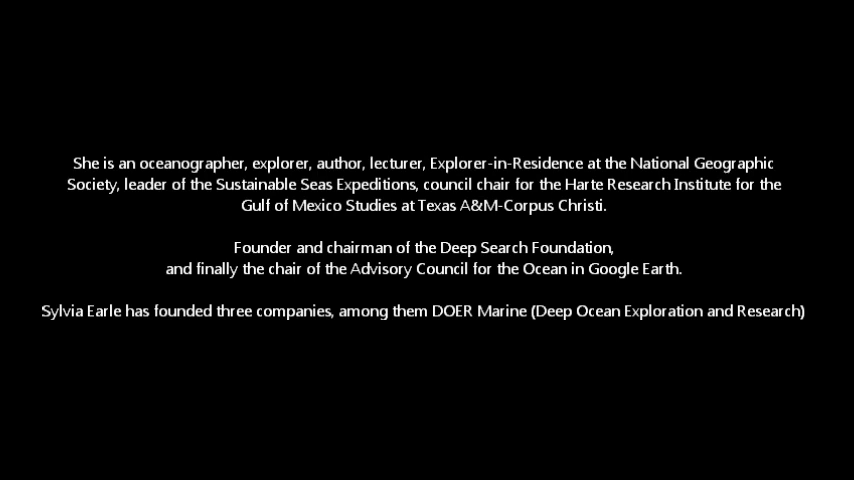 She is an oceanographer, explorer, author, lecturer, Explorer-in-Residence at the National Geographic
Society, leader of the Sustainable Seas Expeditions, council chair for the Harte Research Institute for the
Gulf of Mexico Studies at Texas A&M-Corpus Christi.
Founder and chairman of the Deep Search Foundation,
and finally the chair of the Advisory Council for the Ocean in Google Earth.
Sylvia Earle has founded three companies, among them DOER Marine (Deep Ocean Exploration and Research)